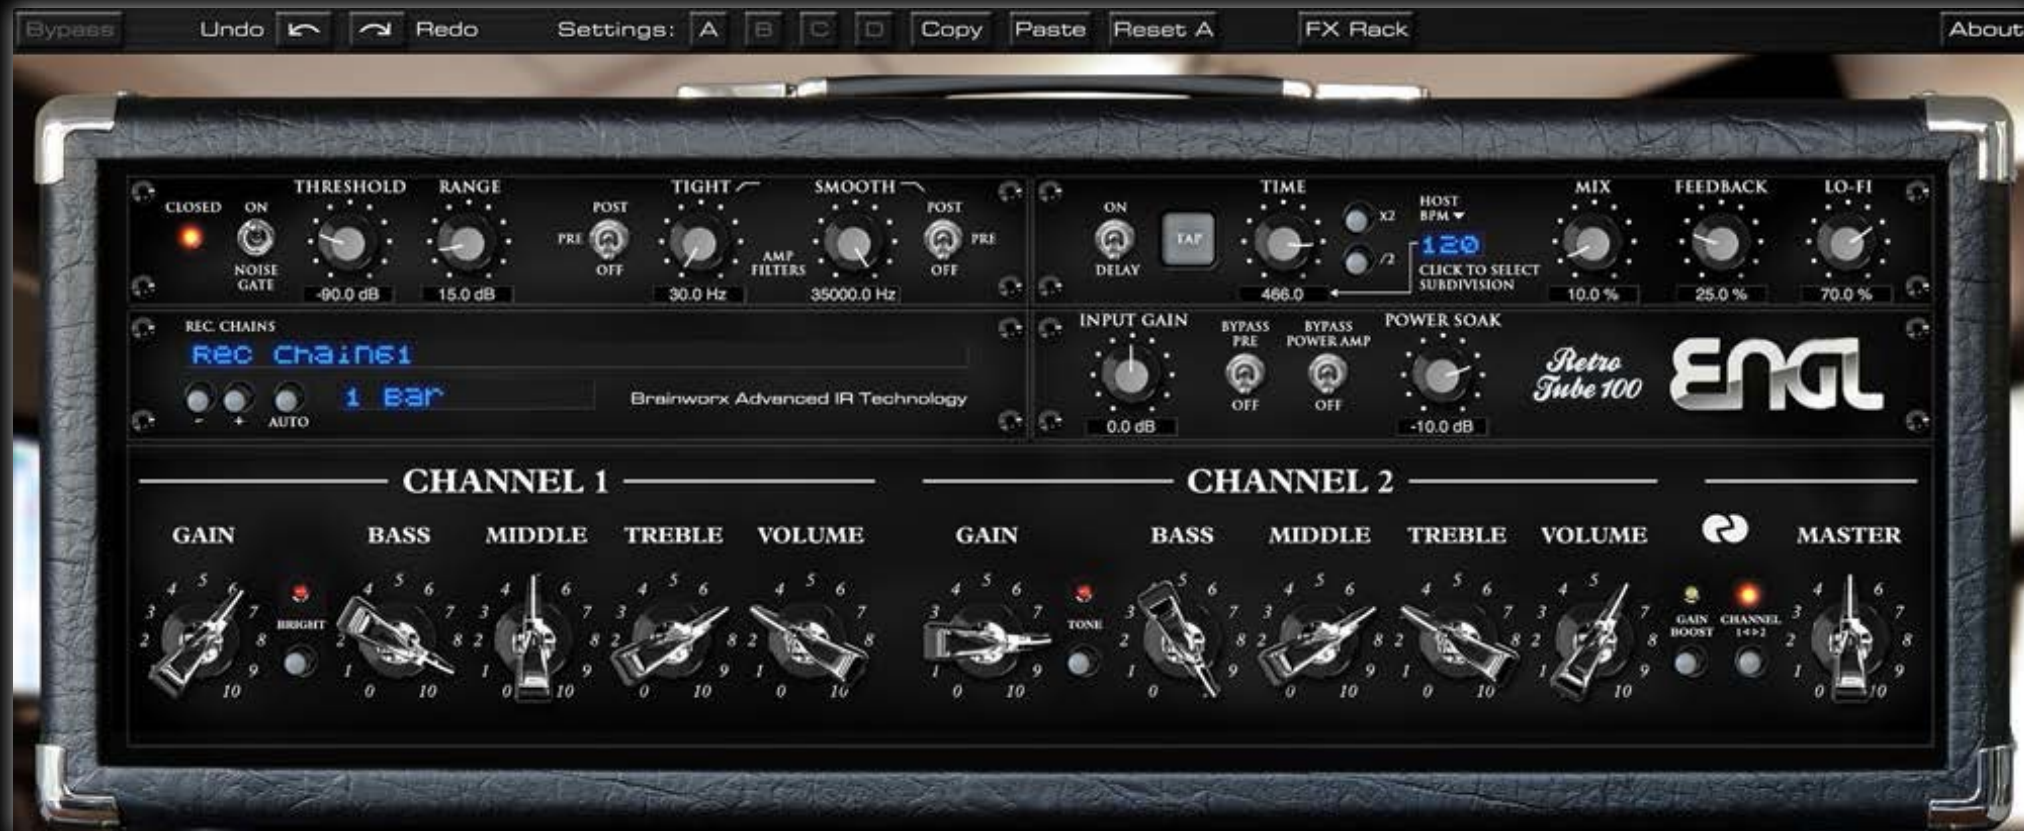 Bypass Undo Redo Settings: A B C D Copy Paste Reset A FX Rack About
CLOSED ON NOISE GATE
THRESHOLD -90.0 dB
RANGE 15.0 dB
POST PRE OFF
TIGHT 30.0 Hz
AMP FILTERS
SMOOTH 35000.0 Hz
POST PRE OFF
ON DELAY
TAP
TIME 466.0
X2
/2
HOST
BPM
120
CLICK TO SELECT
SUBDIVISION
MIX 10.0 %
FEEDBACK 25.0 %
LO-FI 70.0 %
REC. CHAINS
Rec Chain61
- + AUTO 1 Bar Brainworx Advanced IR Technology
INPUT GAIN 0.0 dB
BYPASS PRE OFF
BYPASS POWER AMP OFF
POWER SOAK -10.0 dB
Retro
Tube 100
ENGL
CHANNEL 1
GAIN BASS MIDDLE TREBLE VOLUME
BRIGHT
CHANNEL 2
GAIN BASS MIDDLE TREBLE VOLUME
TONE
MASTER
GAIN BOOST
CHANNEL 1<>2